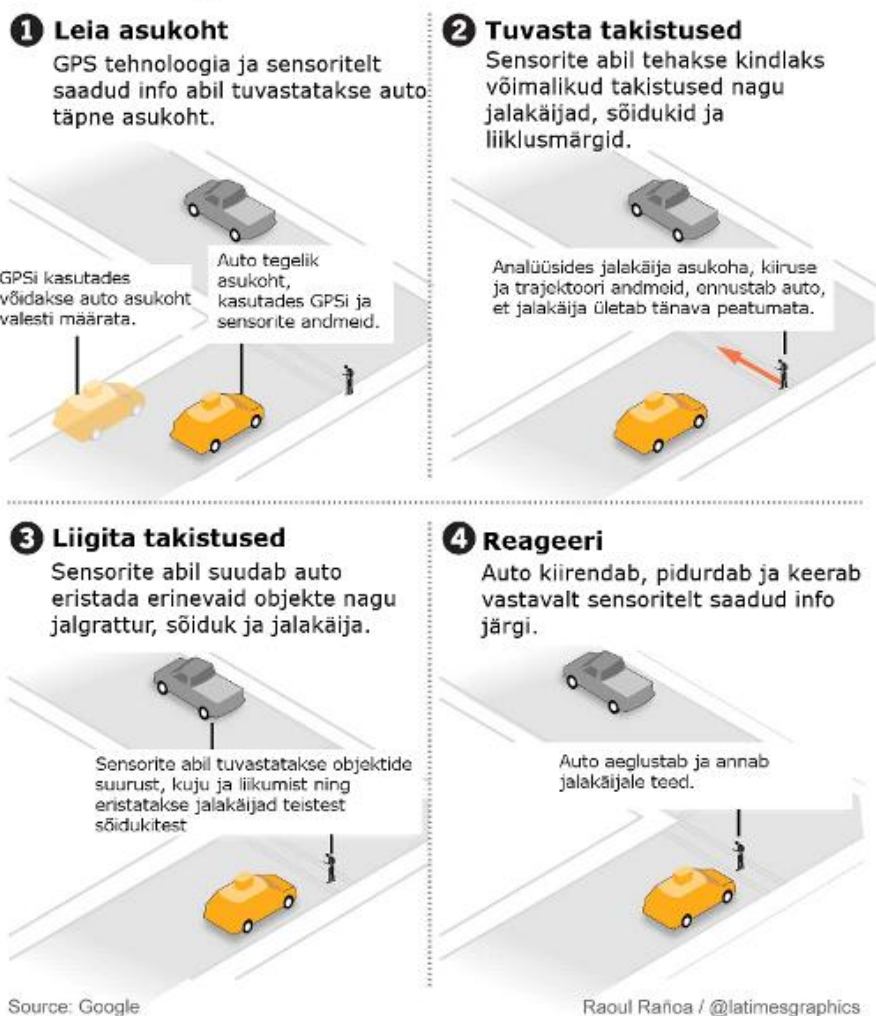 1 Leia asukoht
GPS tehnoloogia ja sensoritelt
saadud info abil tuvastatakse auto
täpne asukoht.
GPSi kasutades
võidakse auto asukoht
valesti määrata.
Auto tegelik
asukoht,
kasutades GPSi ja
sensorite andmeid.
2 Tuvasta takistused
Sensorite abil tehakse kindlaks
võimalikud takistused nagu
jalakäijad, sõidukid ja
liiklusmärgid.
Analüüsides jalakäija asukoha, kiiruse
ja trajektoori andmeid, ennustab auto,
et jalakäija ületab tänava peatumata.
3 Liigita takistused
Sensorite abil suudab auto
eristada erinevaid objekte nagu
jalgrattur, sõiduk ja jalakäija.
Sensorite abil tuvastatakse objektide
suurust, kuju ja liikumist ning
eristatakse jalakäijad teistest
sõidukitest
4 Reageeri
Auto kiirendab, pidurdab ja keerab
vastavalt sensoritelt saadud info
järgi.
Auto aeglustab ja annab
jalakäijale teed.
Source: Google
Raoul Rañoa / @latimesgraphics